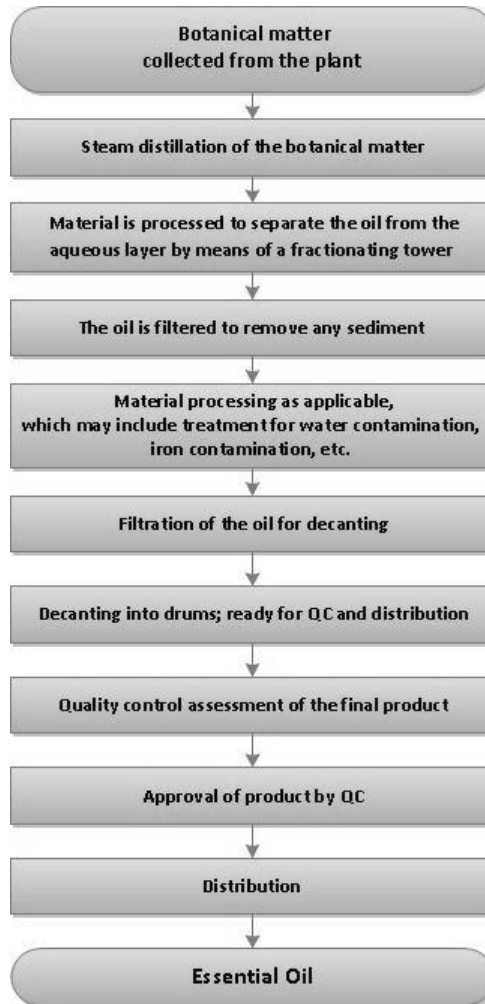 Botanical matter
collected from the plant
Steam distillation of the botanical matter
Material is processed to separate the oil from the
aqueous layer by means of a fractionating tower
The oil is filtered to remove any sediment
Material processing as applicable,
which may include treatment for water contamination,
iron contamination, etc.
Filtration of the oil for decanting
Decanting into drums; ready for QC and distribution
Quality control assessment of the final product
Approval of product by QC
Distribution
Essential Oil